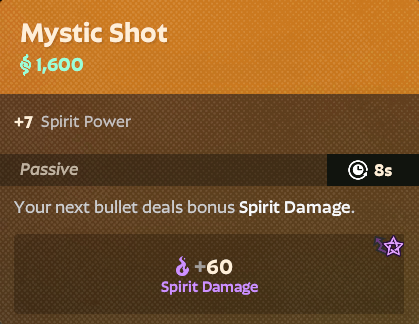 Mystic Shot
1,600
+7 Spirit Power
Passive
8s
Your next bullet deals bonus Spirit Damage.
+60
Spirit Damage